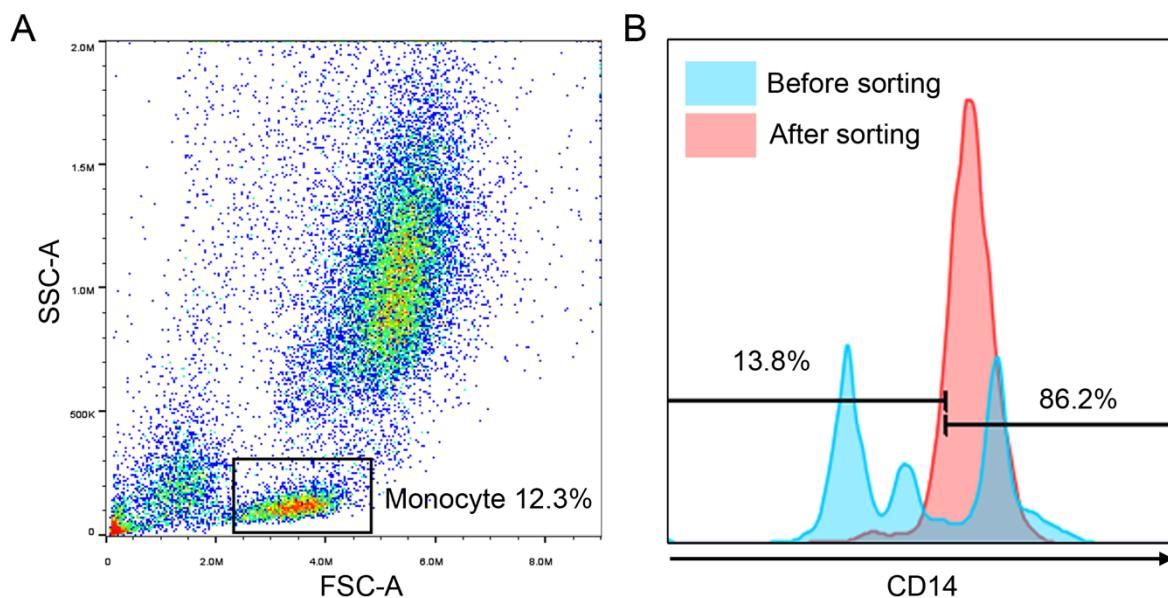 A
SSC-A
2.0M
1.5M
1.0M
500K
0
0
2.0M
4.0M
6.0M
8.0M
FSC-A
Monocyte 12.3%
B
Before sorting
After sorting
13.8%
86.2%
CD14